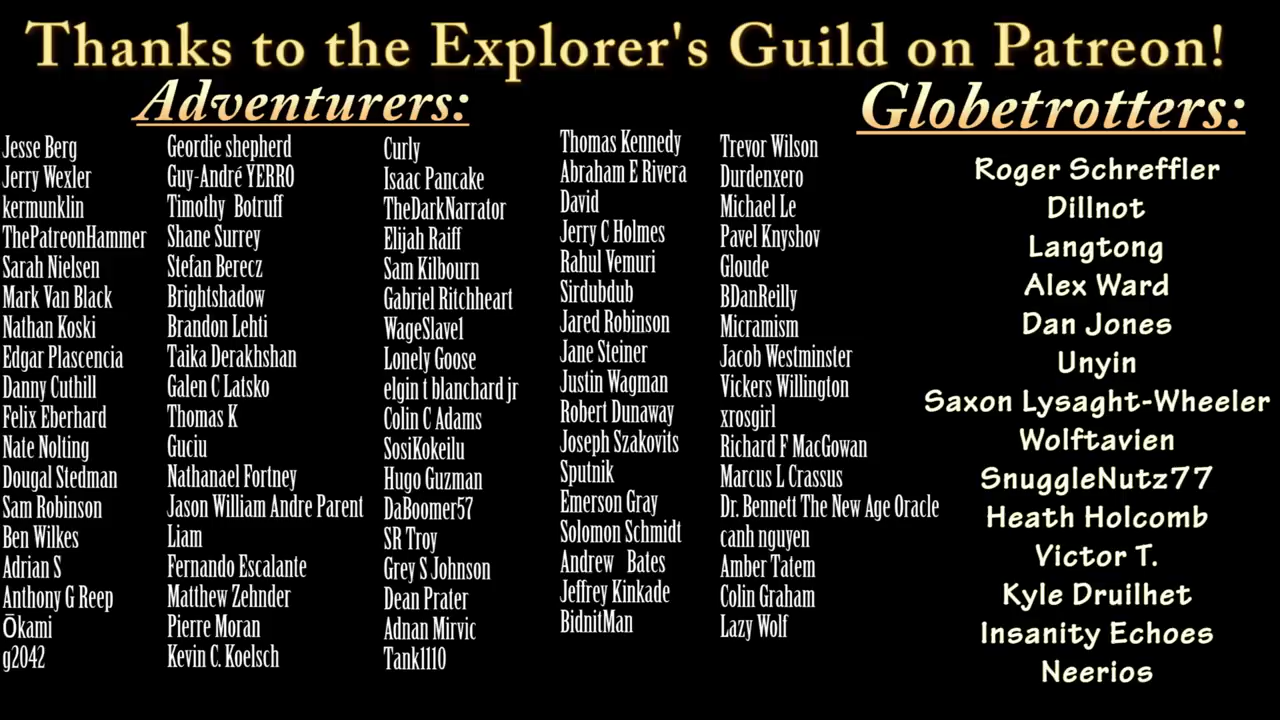 Thanks to the Explorer's Guild on Patreon!
Adventurers:
Jesse Berg
Jerry Wexler
kermunklin
ThePatreonHammer
Sarah Nielsen
Mark Van Black
Nathan Koski
Edgar Plascencia
Danny Cuthill
Felix Eberhard
Nate Nolting
Dougal Stedman
Sam Robinson
Ben Wilkes
Adrian S
Anthony G Reep
Ōkami
g2042
Geordie shepherd
Guy-André YERRO
Timothy Botruff
Shane Surrey
Stefan Berecz
Brightshadow
Brandon Lehti
Taika Derakhshan
Galen C Latsko
Thomas K
Guciu
Nathanael Fortney
Jason William Andre Parent
Liam
Fernando Escalante
Matthew Zehnder
Pierre Moran
Kevin C. Koelsch
Curly
Isaac Pancake
TheDarkNarrator
Elijah Raiff
Sam Kilbourn
Gabriel Ritchheart
WageSlave1
Lonely Goose
elgin t blanchard jr
Colin C Adams
SosiKokeilu
Hugo Guzman
DaBoomer57
SR Troy
Grey S Johnson
Dean Prater
Adnan Mirvic
Tank1110
Thomas Kennedy
Abraham E Rivera
David
Jerry C Holmes
Rahul Vemuri
Sirdubdub
Jared Robinson
Jane Steiner
Justin Wagman
Robert Dunaway
Joseph Szakovits
Sputnik
Emerson Gray
Solomon Schmidt
Andrew Bates
Jeffrey Kinkade
BidnitMan
Trevor Wilson
Durdenxero
Michael Le
Pavel Knyshov
Gloude
BDanReilly
Micramism
Jacob Westminster
Vickers Willington
xrosgirl
Richard F MacGowan
Marcus L Crassus
Dr. Bennett The New Age Oracle
canh nguyen
Amber Tatem
Colin Graham
Lazy Wolf
Globetrotters:
Roger Schreffler
Dillnot
Langtong
Alex Ward
Dan Jones
Unyin
Saxon Lysaght-Wheeler
Wolftavien
SnuggleNutz77
Heath Holcomb
Victor T.
Kyle Druilhet
Insanity Echoes
Neerios